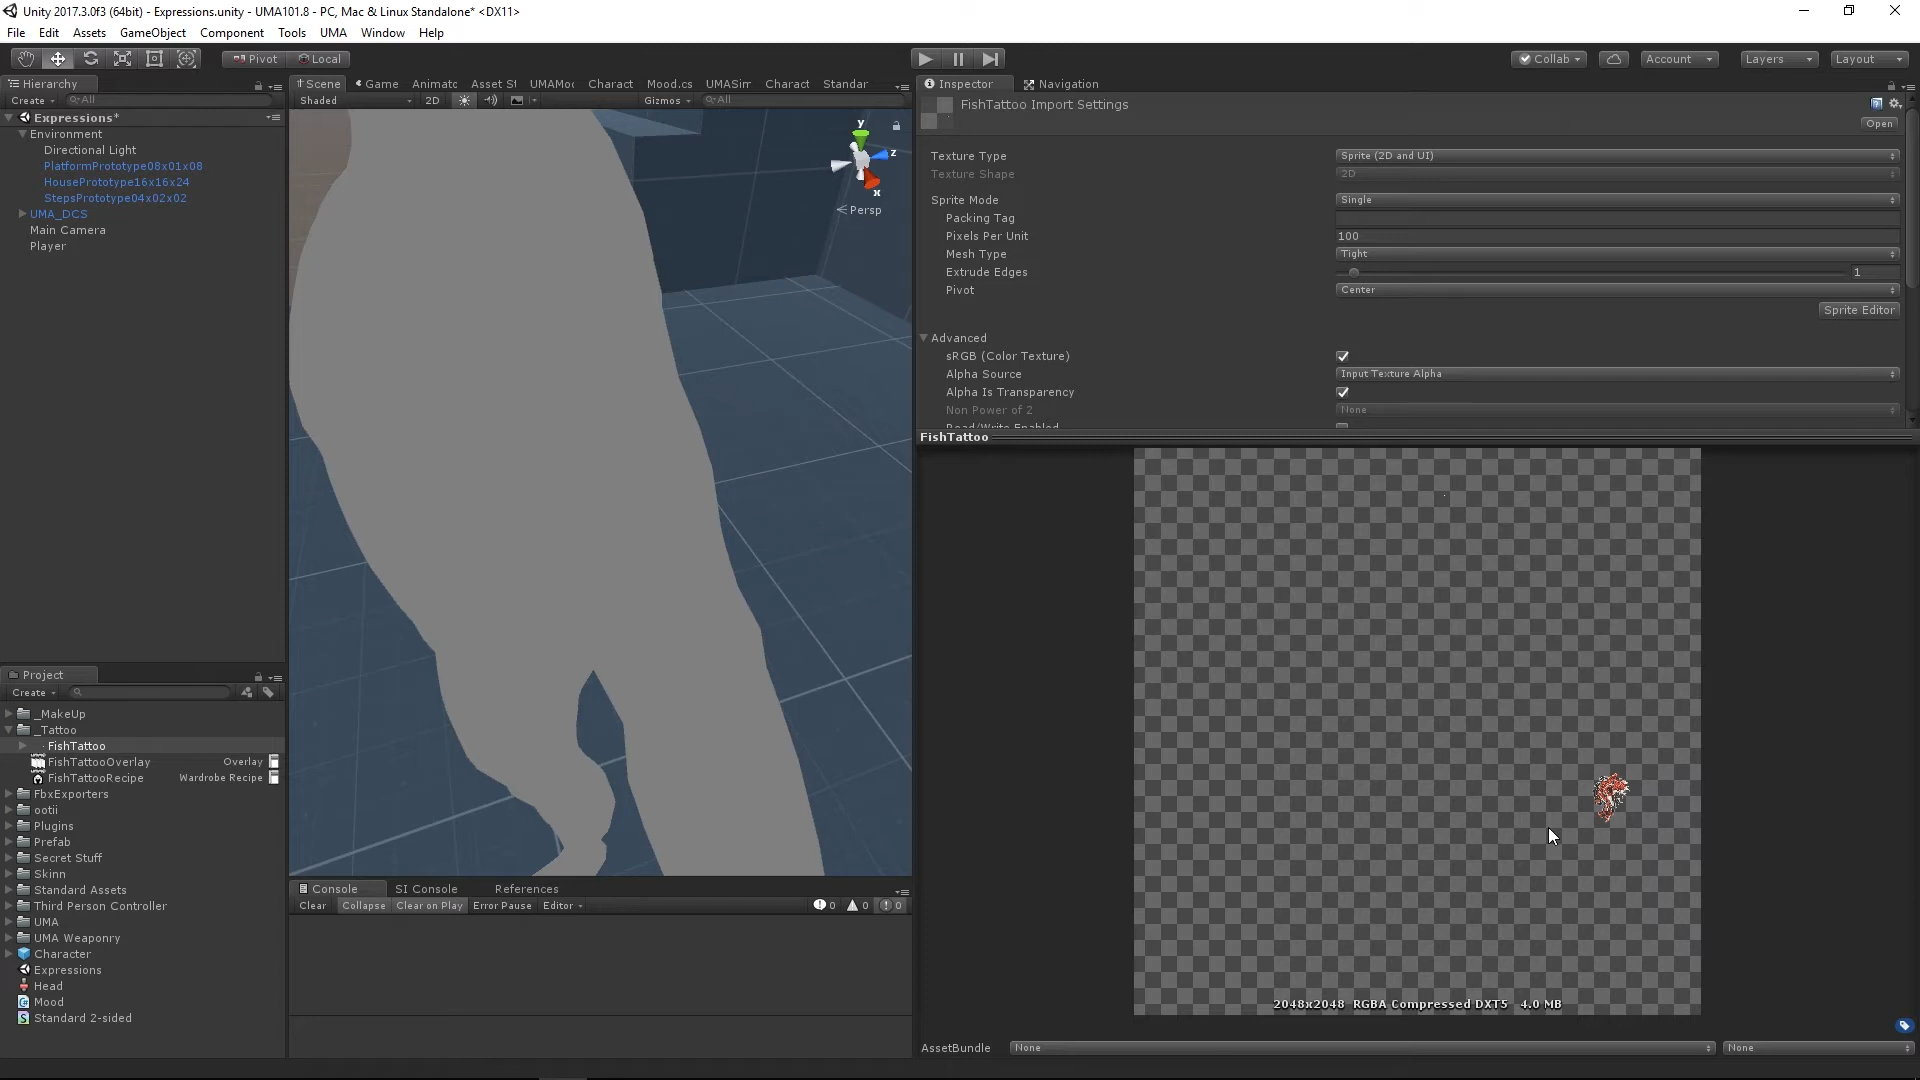 Unity 2017.3.0f3 (64bit) - Expressions.unity - UMA101.8 - PC, Mac & Linux Standalone* <DX11>
File Edit Assets GameObject Component Tools UMA Window Help
Pivot Local Collab Account Layers Layout
Hierarchy
Create All
Expressions*
Environment
Directional Light
PlatformPrototype08x01x08
HousePrototype16x16x24
StepsPrototype04x02x02
UMA_DCS
Main Camera
Player
Scene Game Animatc Asset St UMAMo Charact Mood.cs UMASim Charact Standar
Shaded 2D Gizmos All
y
z
x
Persp
Inspector Navigation
FishTattoo Import Settings
Open
Texture Type Sprite (2D and UI)
Texture Shape 2D
Sprite Mode Single
Packing Tag
Pixels Per Unit 100
Mesh Type Tight
Extrude Edges 1
Pivot Center
Sprite Editor
Advanced
sRGB (Color Texture)
Alpha Source Input Texture Alpha
Alpha Is Transparency
Non Power of 2 None
Read/Write Enabled
FishTattoo
2048x2048 RGBA Compressed DXT5 4.0 MB
AssetBundle None None
Project
Create
_MakeUp
_Tattoo
FishTattoo
FishTattooOverlay Overlay
FishTattooRecipe Wardrobe Recipe
FbxExporters
ootii
Plugins
Prefab
Secret Stuff
Skinn
Standard Assets
Third Person Controller
UMA
UMA Weaponry
Character
Expressions
Head
Mood
Standard 2-sided
Console SI Console References
Clear Collapse Clear on Play Error Pause Editor 0 0 0